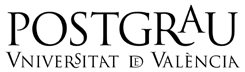 POSTGRAU
VNIVERSITAT DE VALÈNCIA